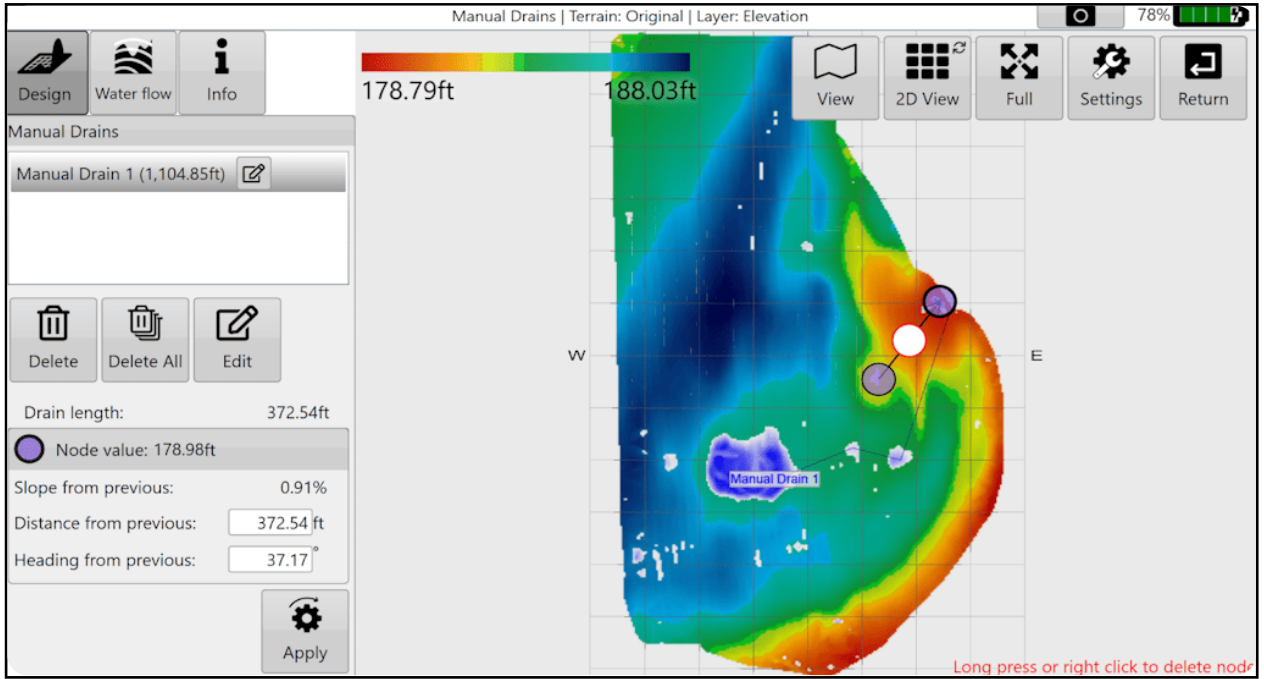 Manual Drains | Terrain: Original | Layer: Elevation
78%
Design
Water flow
Info
178.79ft
188.03ft
View
2D View
Full
Settings
Return
Manual Drains
Manual Drain 1 (1,104.85ft)
Delete
Delete All
Edit
W
E
Drain length: 372.54ft
Node value: 178.98ft
Slope from previous: 0.91%
Distance from previous: 372.54 ft
Heading from previous: 37.17 °
Manual Drain 1
Apply
Long press or right click to delete node